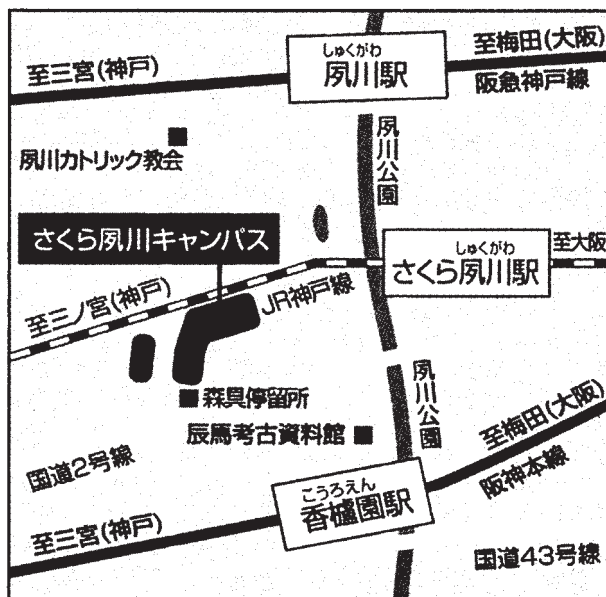 至三宮(神戸)
しゅくがわ
夙川駅
至梅田(大阪)
阪急神戸線
夙川カトリック教会
夙川公園
さくら夙川キャンパス
しゅくがわ
さくら夙川駅
至大阪
至三ノ宮(神戸)
JR神戸線
森具停留所
夙川公園
辰馬考古資料館
至梅田(大阪)
国道2号線
こうろえん
香櫨園駅
阪神本線
至三宮(神戸)
国道43号線